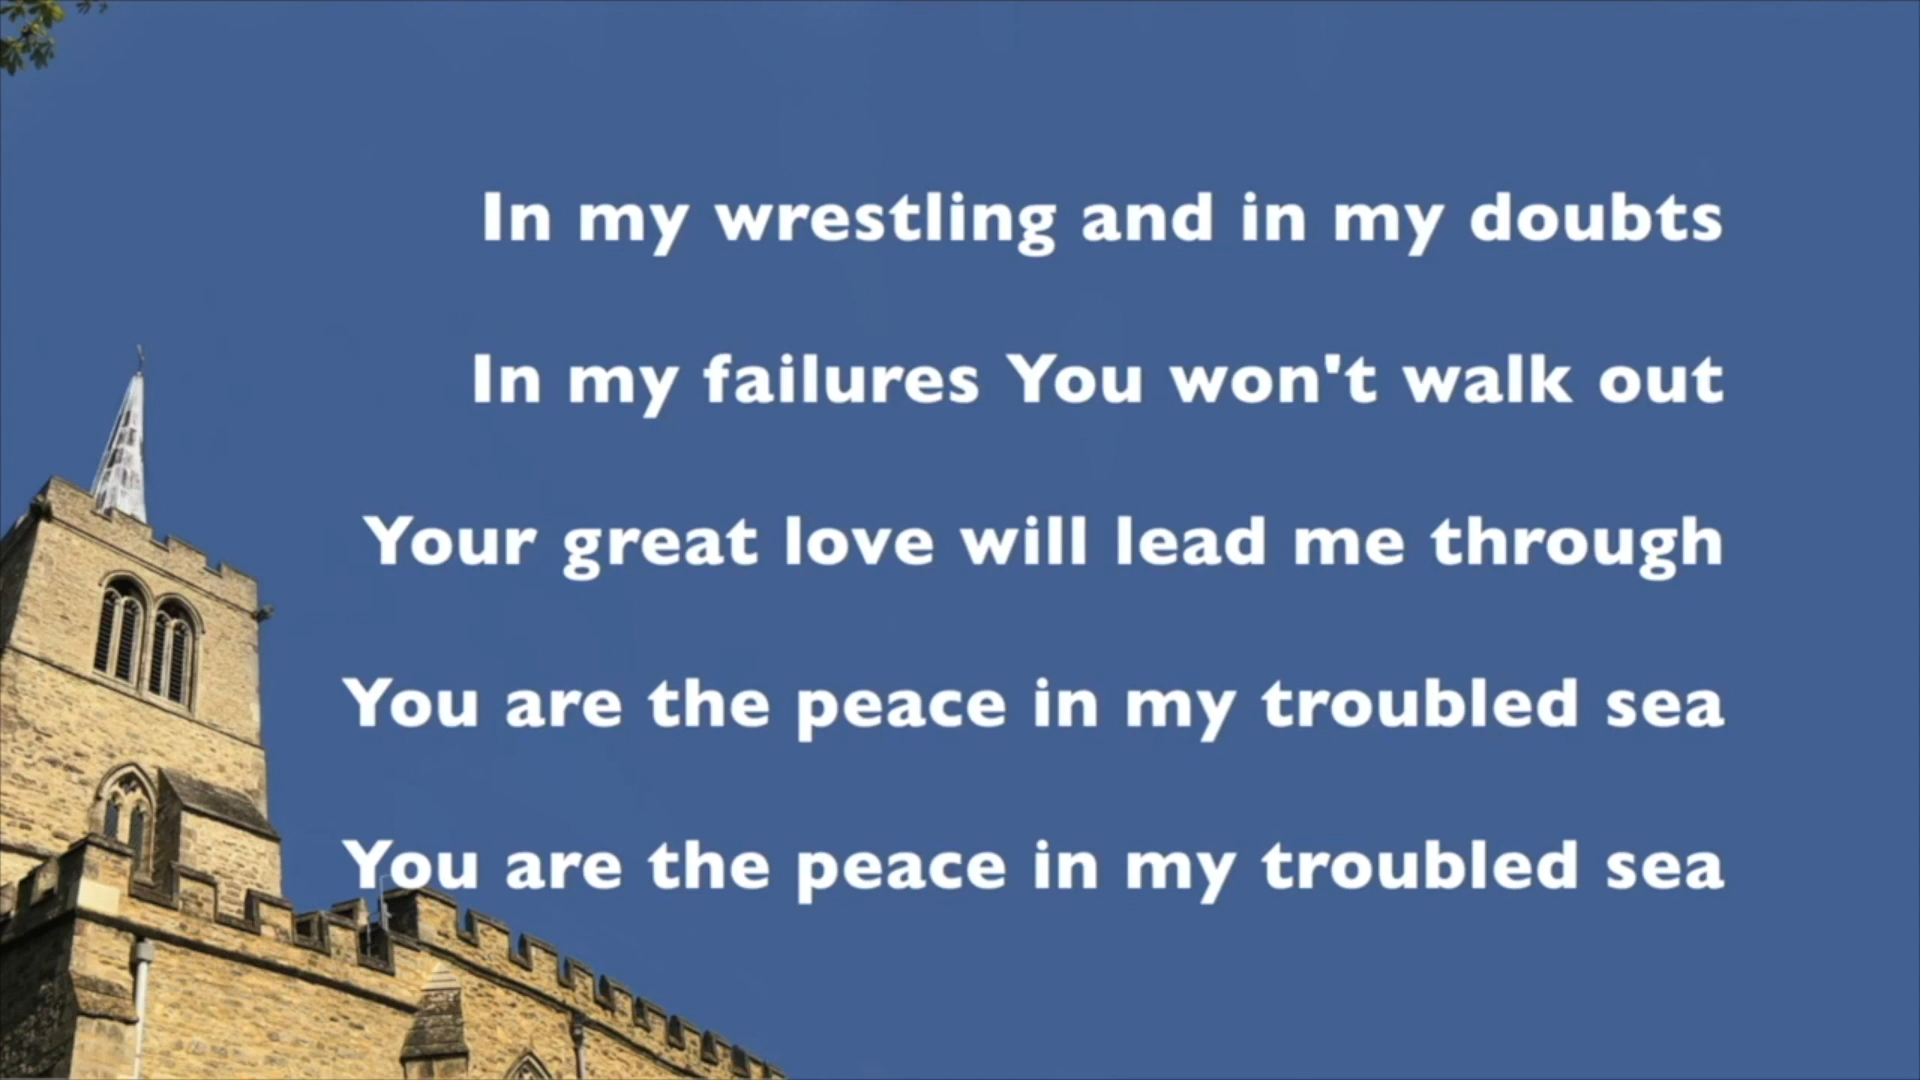 In my wrestling and in my doubts
In my failures You won't walk out
Your great love will lead me through
You are the peace in my troubled sea
You are the peace in my troubled sea